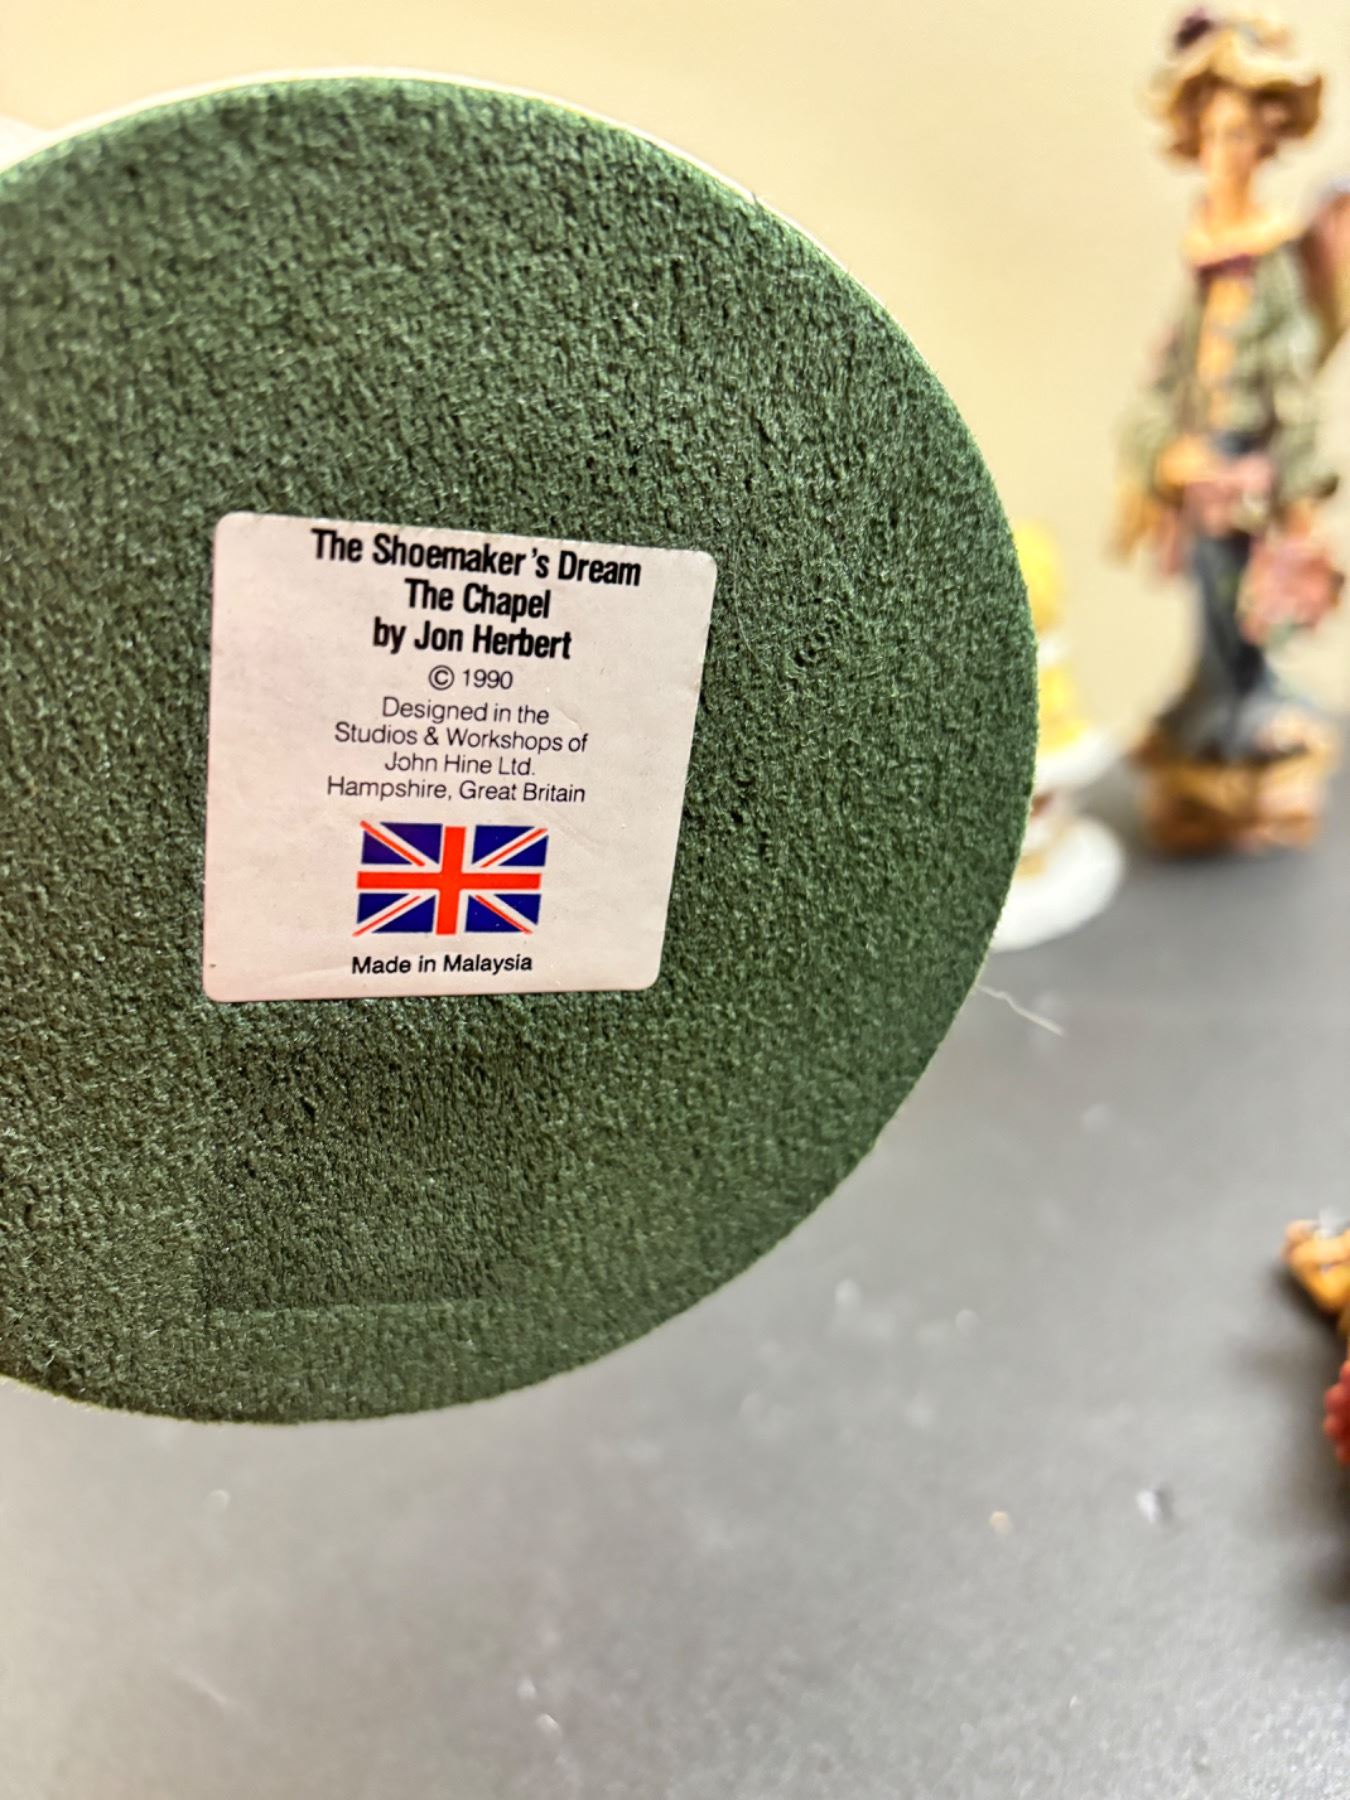 The Shoemaker's Dream
The Chapel
by Jon Herbert
© 1990
Designed in the
Studios & Workshops of
John Hine Ltd.
Hampshire, Great Britain
Made in Malaysia